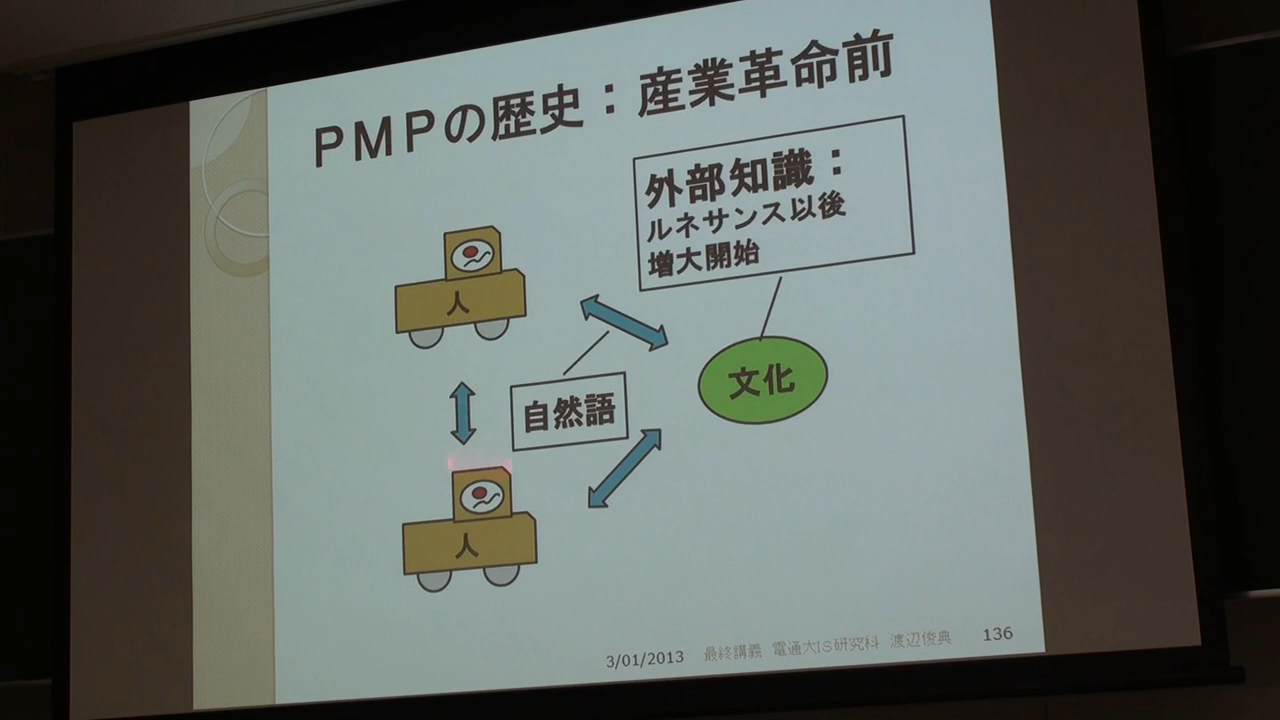 PMPの歴史：産業革命前
外部知識：
ルネサンス以後
増大開始
人
自然語
文化
人
3/01/2013 最終講義 電通大IS研究科 渡辺俊典 136